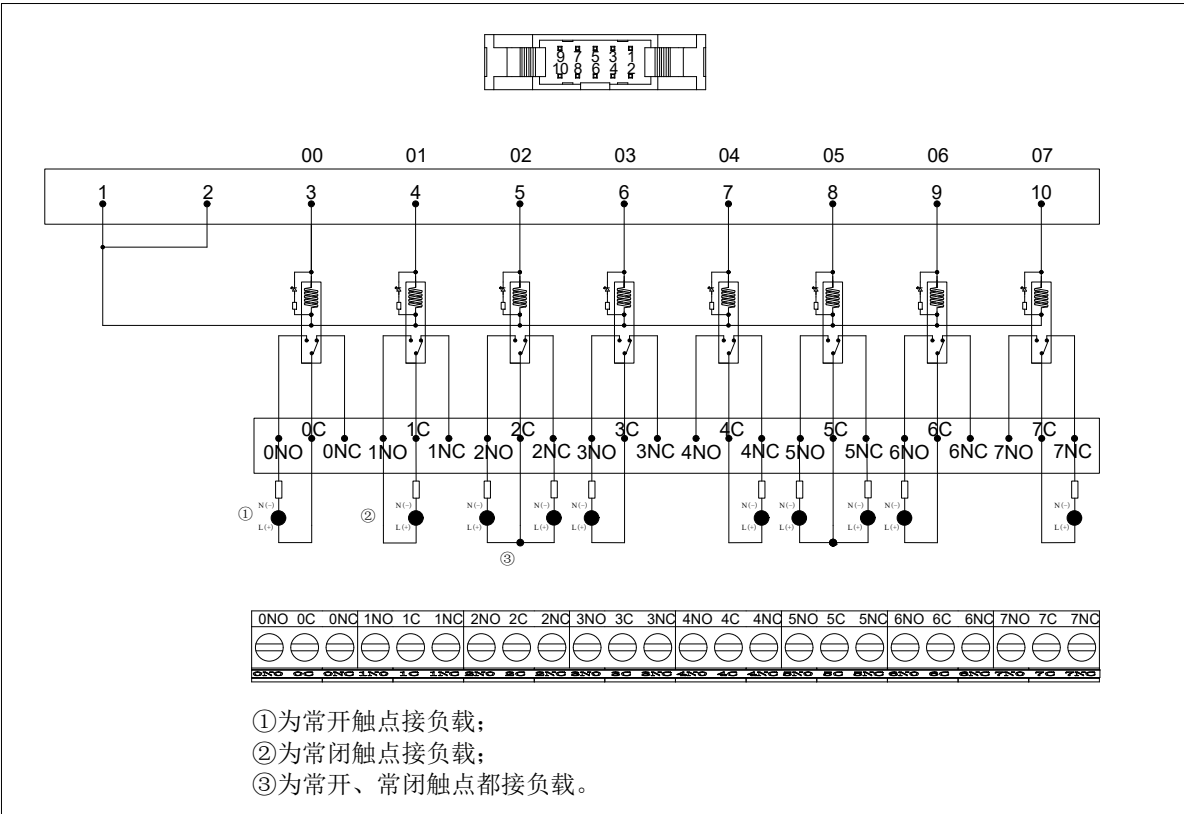 9 7 5 3 1
10 8 6 4 2
00 01 02 03 04 05 06 07
1 2 3 4 5 6 7 8 9 10
0C 1C 2C 3C 4C 5C 6C 7C
0NO 0NC 1NO 1NC 2NO 2NC 3NO 3NC 4NO 4NC 5NO 5NC 6NO 6NC 7NO 7NC
N(-) N(-) N(-) N(-) N(-) N(-) N(-) N(-) N(-) N(-)
① ②
L(+) L(+) L(+) L(+) L(+) L(+) L(+) L(+) L(+) L(+)
③
0NO 0C 0NC 1NO 1C 1NC 2NO 2C 2NC 3NO 3C 3NC 4NO 4C 4NC 5NO 5C 5NC 6NO 6C 6NC 7NO 7C 7NC
①为常开触点接负载;
②为常闭触点接负载;
③为常开、常闭触点都接负载。